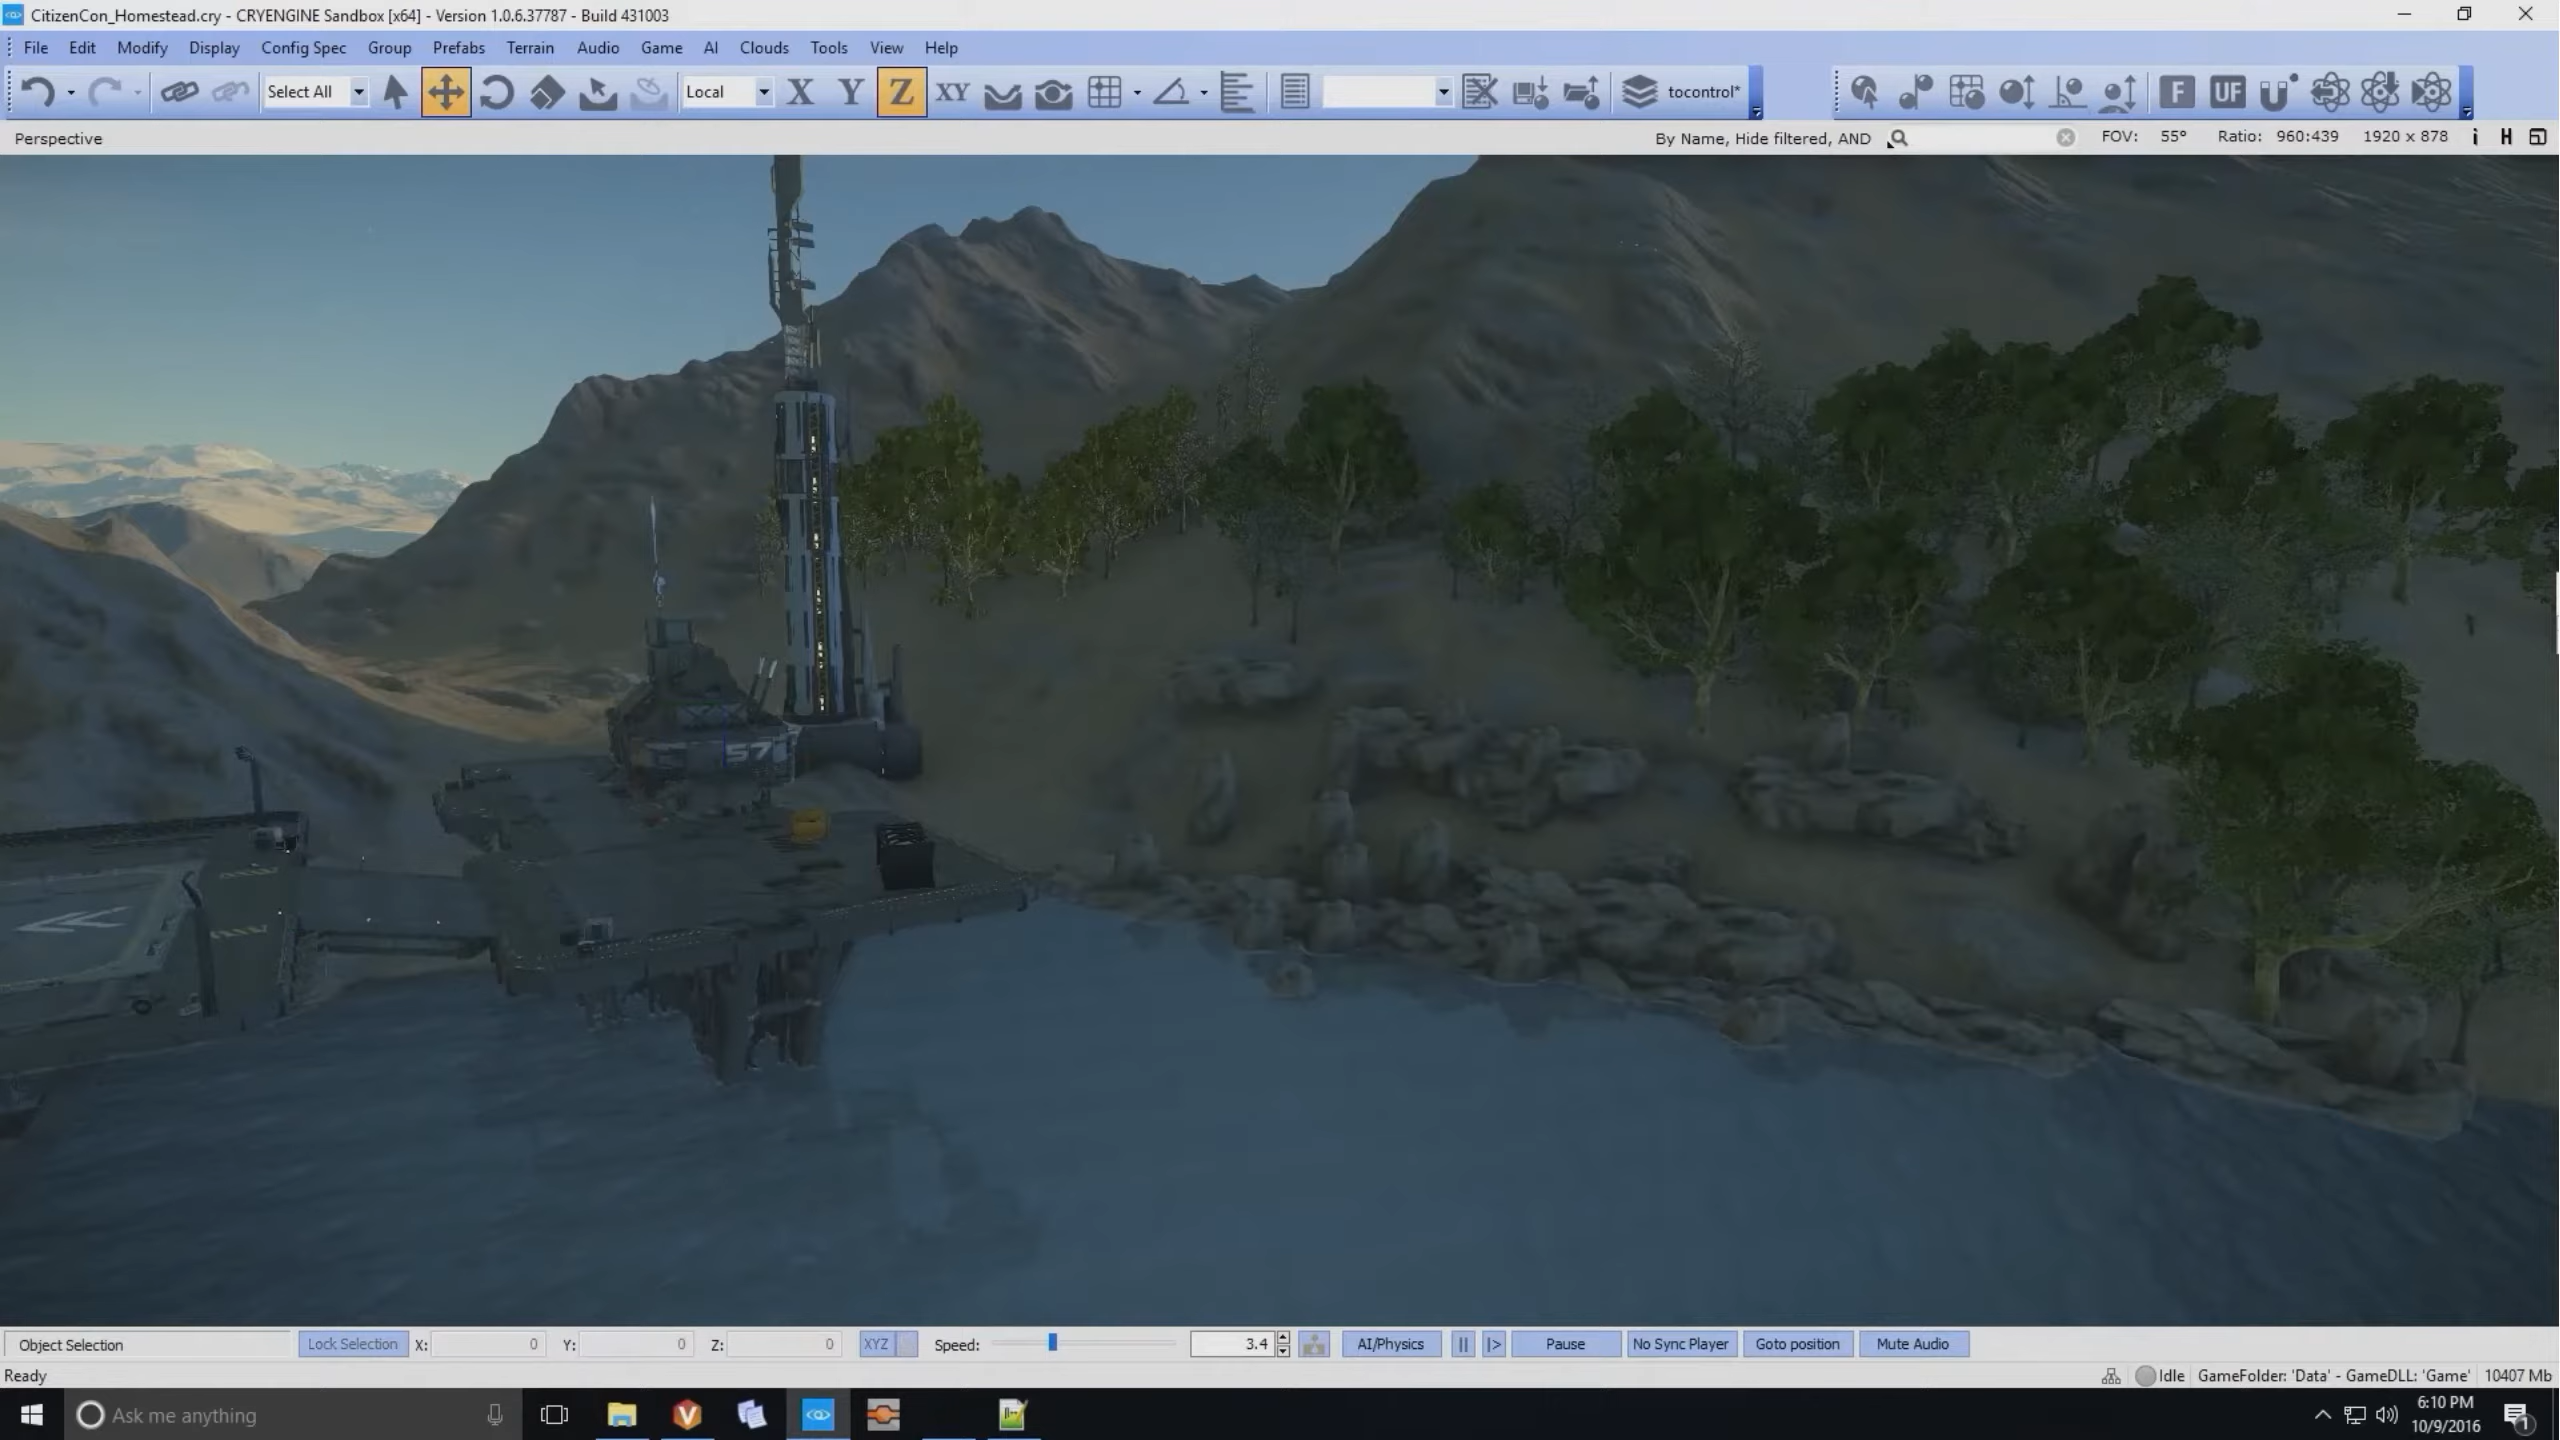 CitizenCon_Homestead.cry - CRYENGINE Sandbox [x64] - Version 1.0.6.37787 - Build 431003
File Edit Modify Display Config Spec Group Prefabs Terrain Audio Game AI Clouds Tools View Help
Select All Local X Y Z XY tocontrol* F UF
Perspective By Name, Hide filtered, AND FOV: 55° Ratio: 960:439 1920 x 878 i H
57
Object Selection Lock Selection X: 0 Y: 0 Z: 0 XYZ Speed: 3.4 AI/Physics || |> Pause No Sync Player Goto position Mute Audio
Ready Idle GameFolder: 'Data' - GameDLL: 'Game' 10407 Mb
Ask me anything 6:10 PM
10/9/2016 1